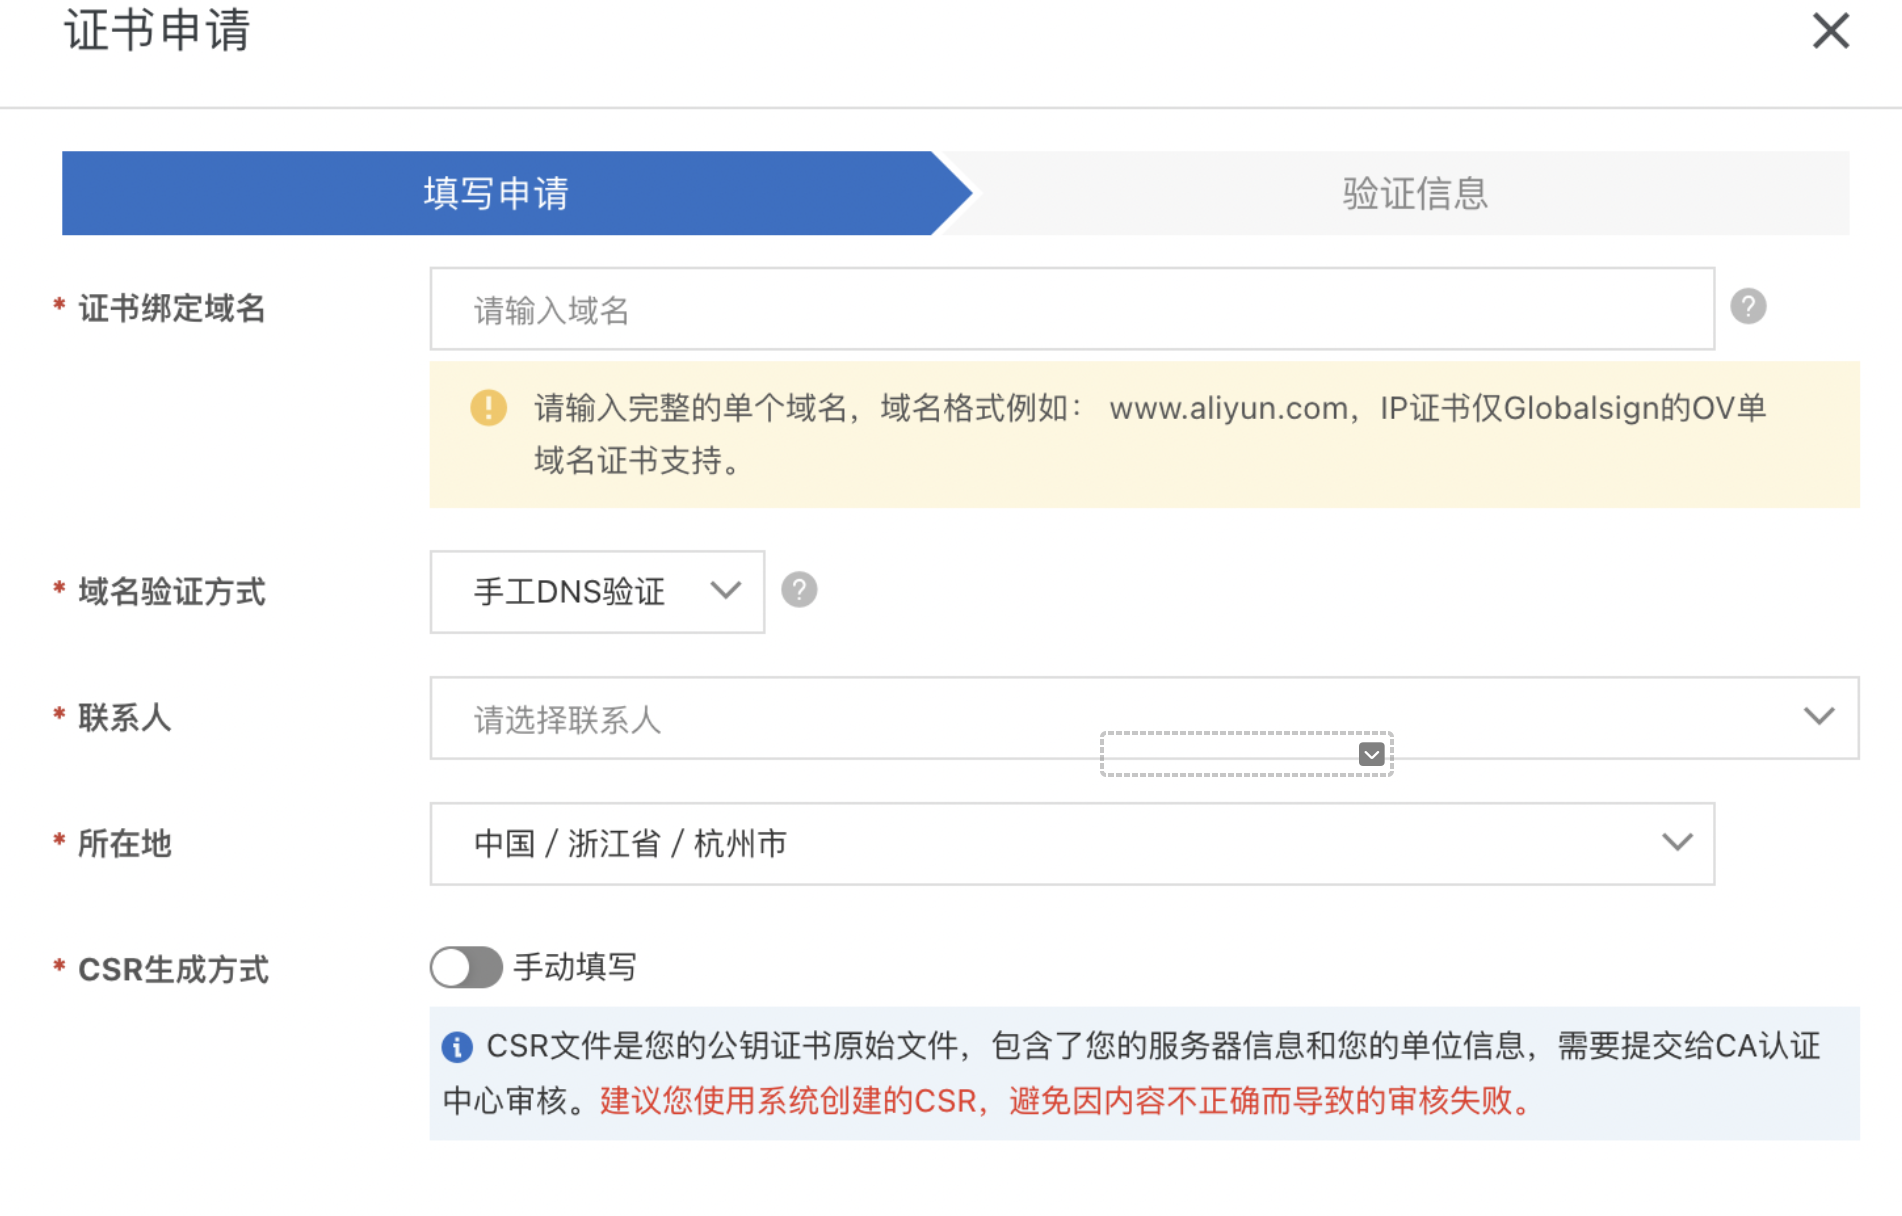 证书申请
填写申请
验证信息
* 证书绑定域名
请输入域名
请输入完整的单个域名，域名格式例如： www.aliyun.com，IP证书仅Globalsign的OV单
域名证书支持。
* 域名验证方式
手工DNS验证
* 联系人
请选择联系人
* 所在地
中国 / 浙江省 / 杭州市
* CSR生成方式
手动填写
CSR文件是您的公钥证书原始文件，包含了您的服务器信息和您的单位信息，需要提交给CA认证
中心审核。建议您使用系统创建的CSR，避免因内容不正确而导致的审核失败。